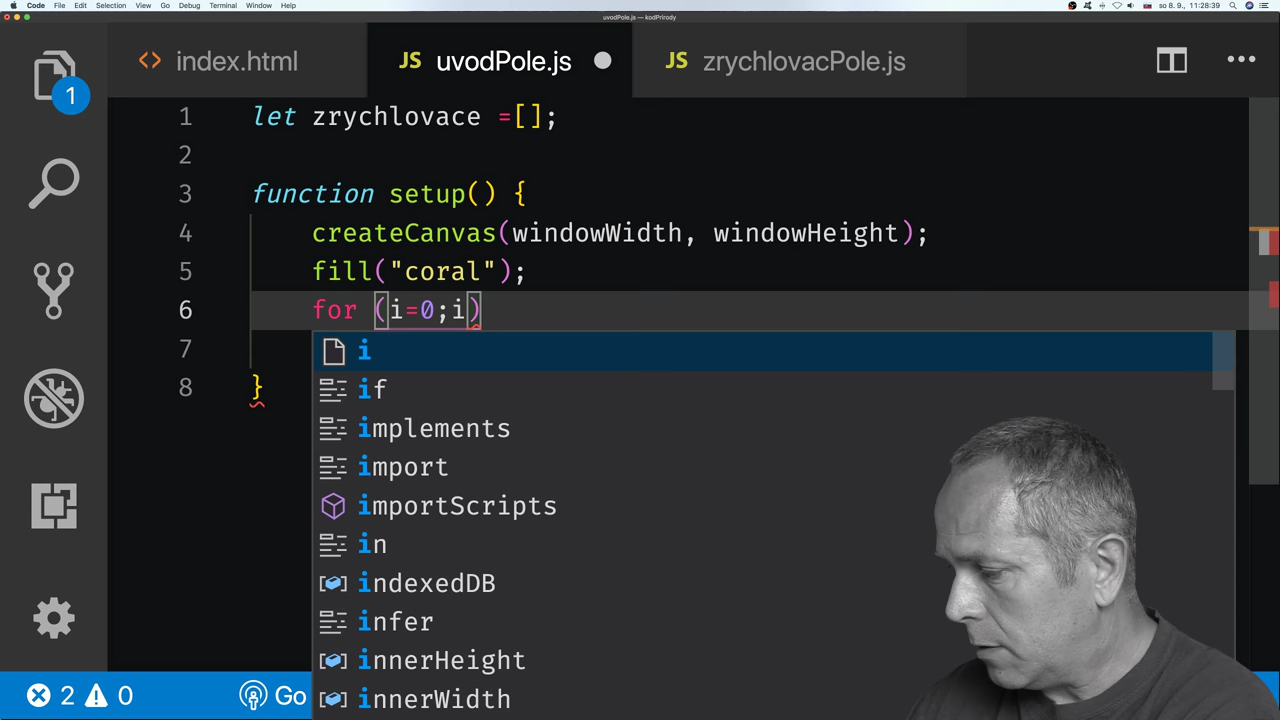 Code File Edit Selection View Go Debug Terminal Window Help so 8. 9., 11:28:39
uvodPole.js — kodPrirody
index.html
JS uvodPole.js
JS zrychlovacPole.js
1
1 let zrychlovace =[];
2
3 function setup() {
4 createCanvas(windowWidth, windowHeight);
5 fill("coral");
6 for (i=0;i)
7
8 }
i
if
implements
import
importScripts
in
indexedDB
infer
innerHeight
innerWidth
2 0 Go